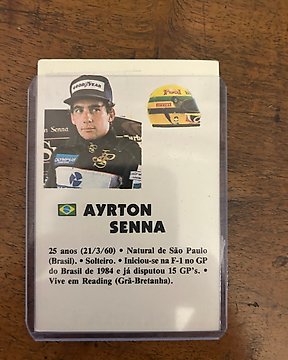 GOODYEAR
Senna
OLYMPUS
AYRTON
SENNA
25 anos (21/3/60) • Natural de São Paulo
(Brasil). • Solteiro. • Iniciou-se na F-1 no GP
do Brasil de 1984 e já disputou 15 GP's. •
Vive em Reading (Grã-Bretanha).